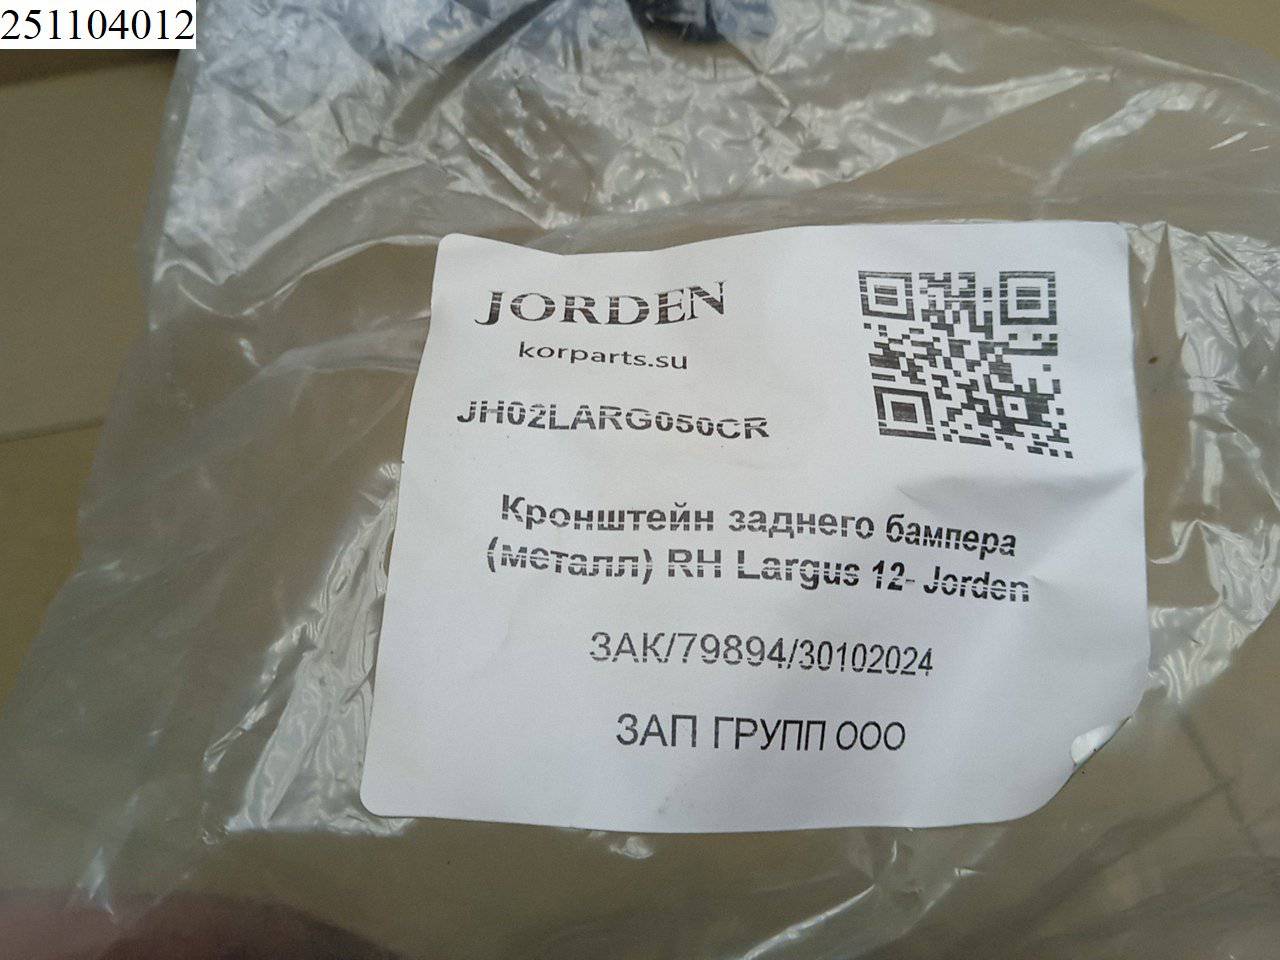 251104012
JORDEN
korparts.su
JH02LARG050CR
Кронштейн заднего бампера
(металл) RH Largus 12- Jorden
ЗАК/79894/30102024
ЗАП ГРУПП ООО